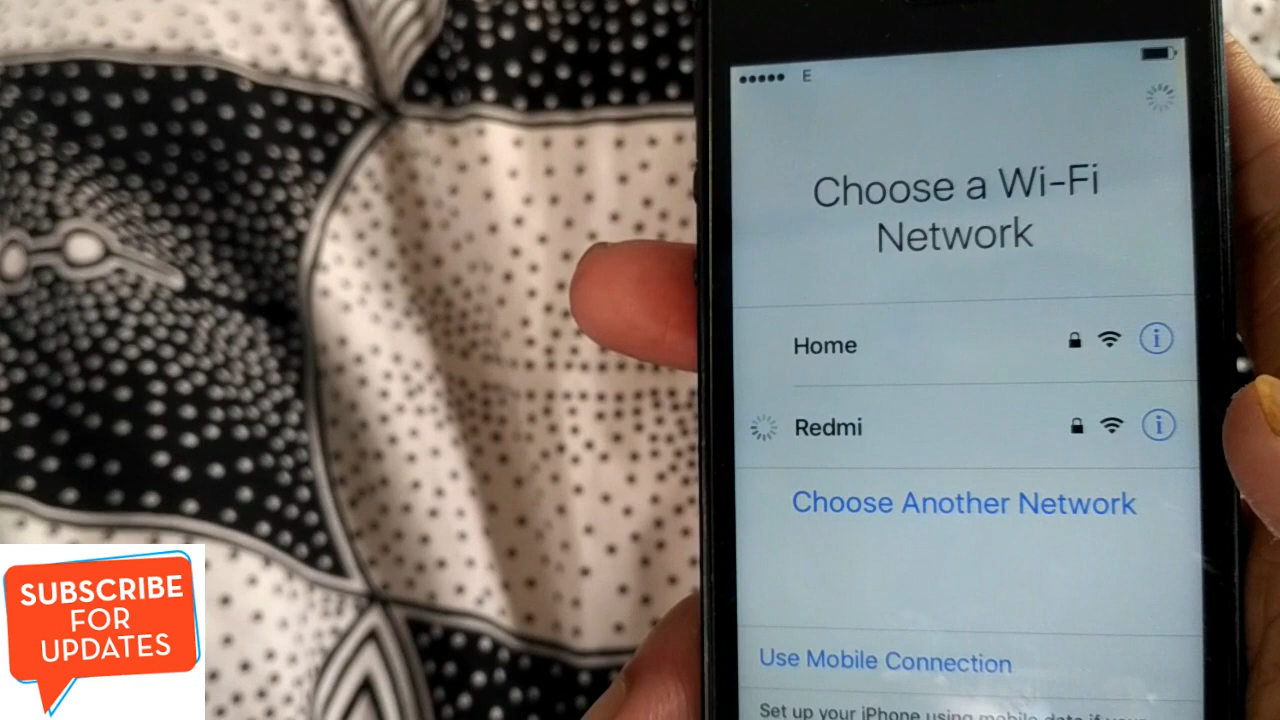 E
Choose a Wi-Fi
Network
Home
Redmi
Choose Another Network
Use Mobile Connection
Set up your iPhone using mobile data if your
SUBSCRIBE
FOR
UPDATES